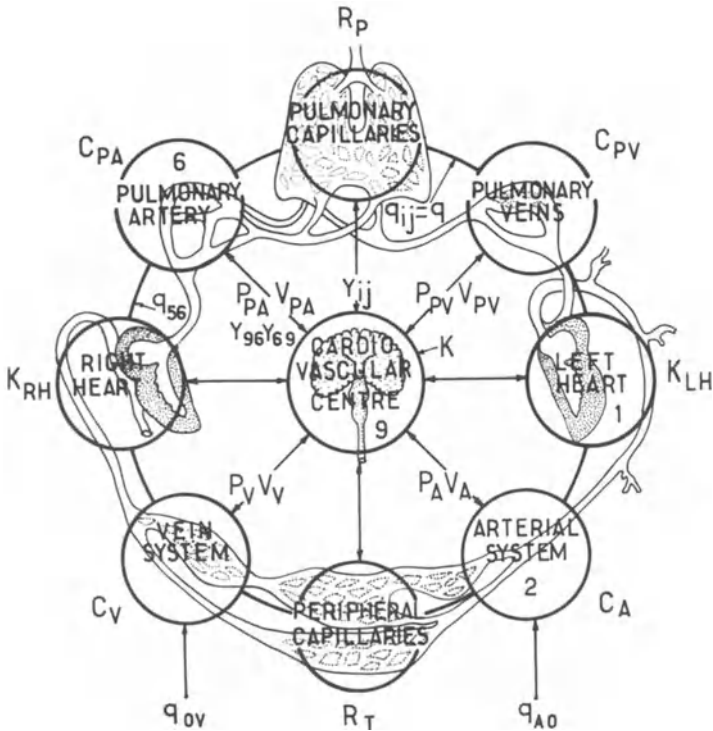 R_P
PULMONARY
CAPILLARIES
C_PA
6
PULMONARY
ARTERY
C_PV
PULMONARY
VEINS
q_ij=q
q_56
P_PA V_PA
Y_96 Y_69
Y_ij
P_PV V_PV
K_RH
RIGHT
HEART
CARDIO
VASCULAR
CENTRE
9
K
LEFT
HEART
1
K_LH
P_V V_V
P_A V_A
VEIN
SYSTEM
ARTERIAL
SYSTEM
2
C_V
PERIPHERAL
CAPILLARIES
C_A
q_OV
R_T
q_AO